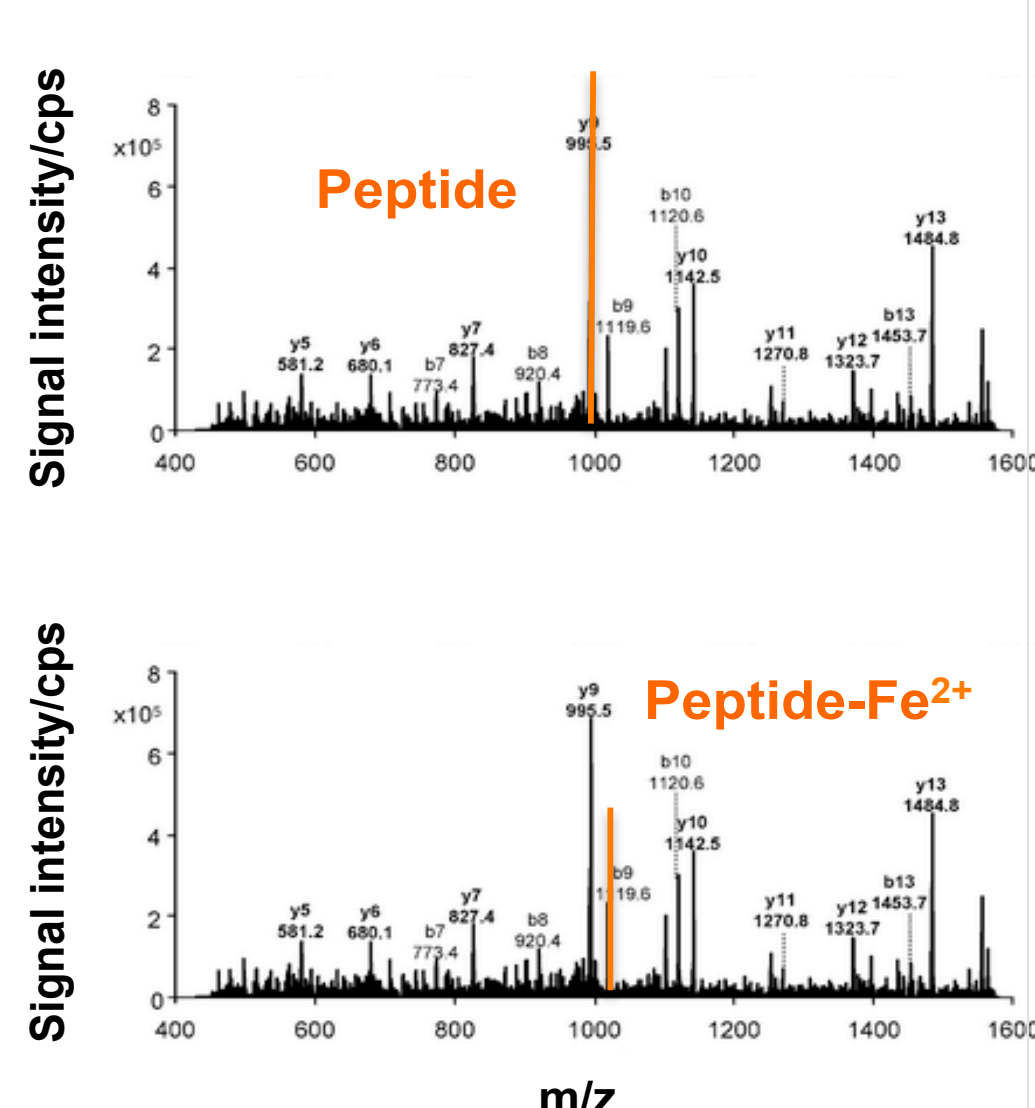 Signal intensity/cps
8
x10⁵
6
4
2
0
Peptide
y5
581.2
y6
680.1
b7
773.4
y7
827.4
b8
920.4
y9
995.5
b9
1119.6
b10
1120.6
y10
1142.5
y11
1270.8
y12
1323.7
b13
1453.7
y13
1484.8
400 600 800 1000 1200 1400 1600
Signal intensity/cps
8
x10⁵
6
4
2
0
Peptide-Fe²⁺
y5
581.2
y6
680.1
b7
773.4
y7
827.4
b8
920.4
y9
995.5
b9
1119.6
b10
1120.6
y10
1142.5
y11
1270.8
y12
1323.7
b13
1453.7
y13
1484.8
400 600 800 1000 1200 1400 1600
m/z